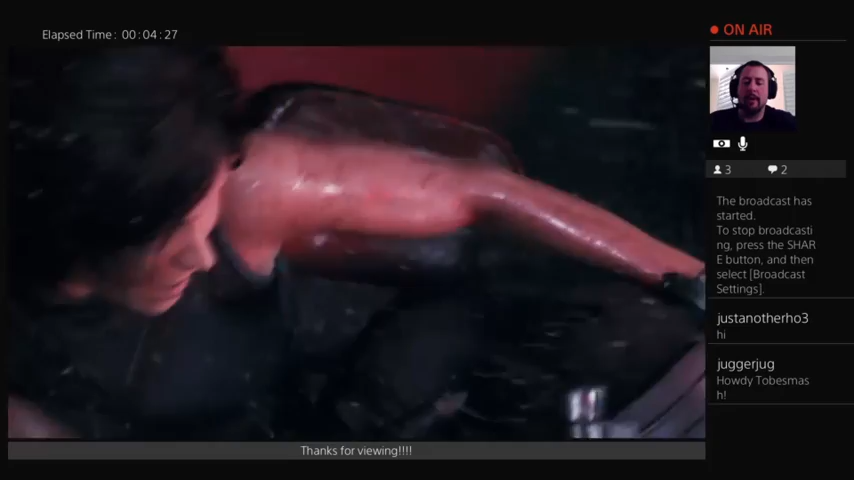 Elapsed Time: 00:04:27
ON AIR
3
2
The broadcast has
started.
To stop broadcasti
ng, press the SHAR
E button, and then
select [Broadcast
Settings].
justanotherho3
hi
juggerjug
Howdy Tobesmas
h!
Thanks for viewing!!!!